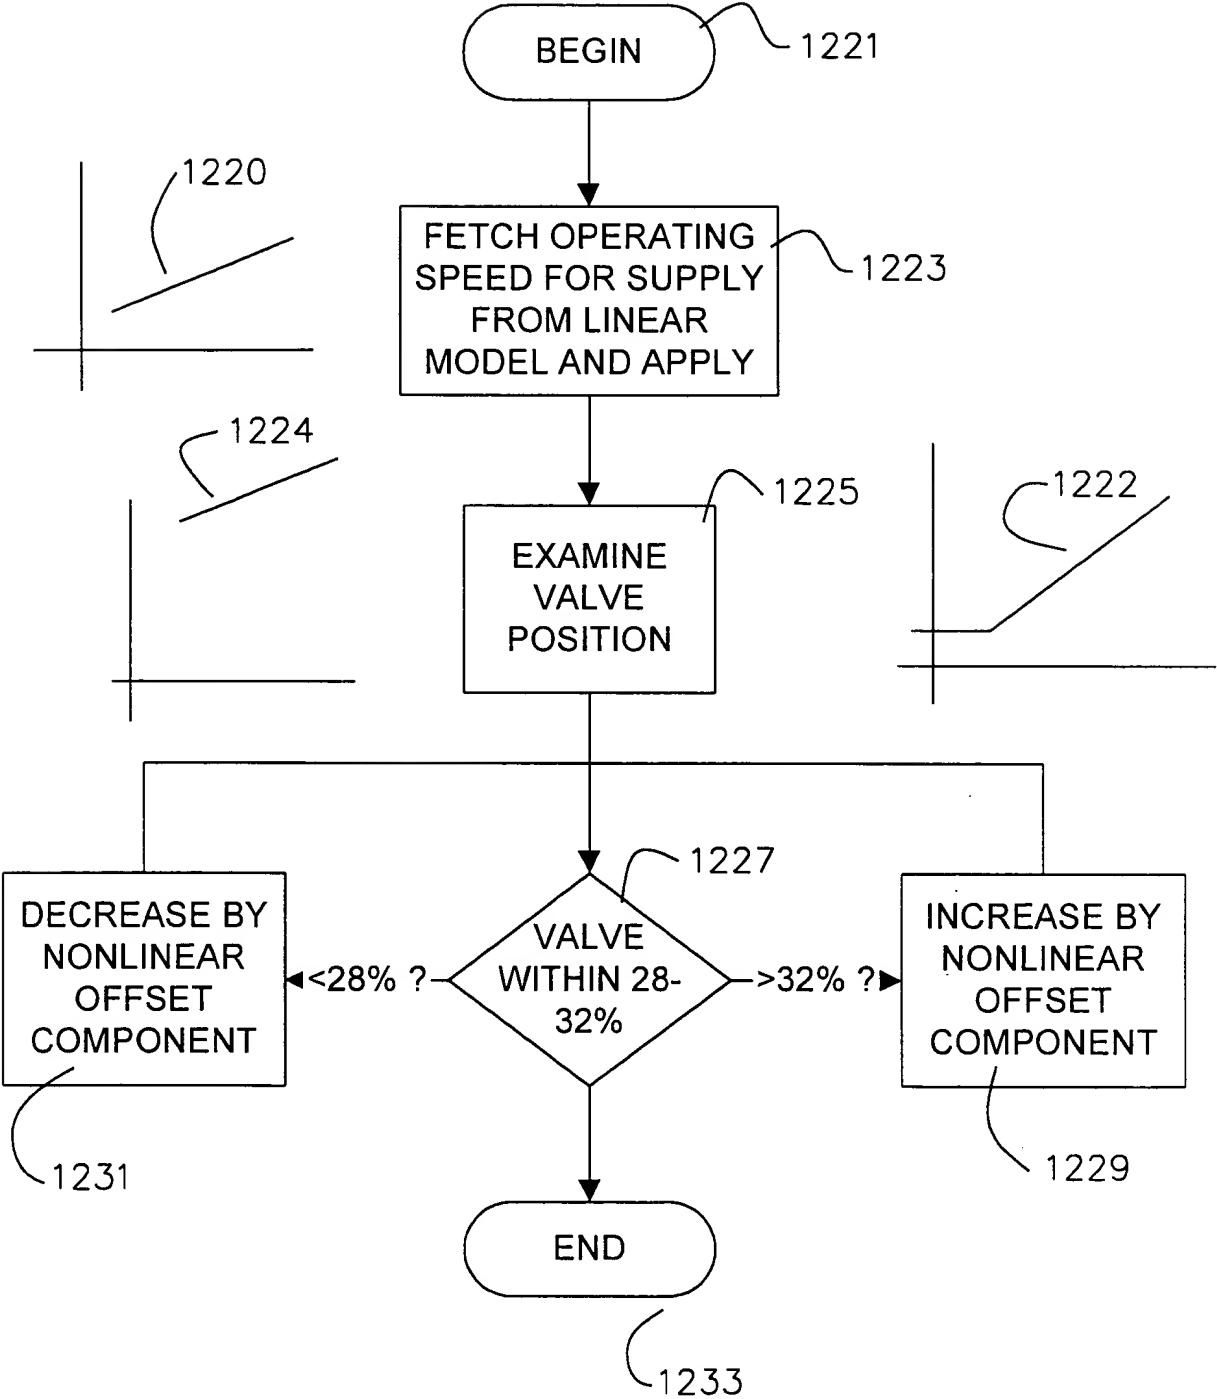 BEGIN
1221
1220
FETCH OPERATING
SPEED FOR SUPPLY
FROM LINEAR
MODEL AND APPLY
1223
1224
1225
1222
EXAMINE
VALVE
POSITION
1227
DECREASE BY
NONLINEAR
OFFSET
COMPONENT
<28% ?
VALVE
WITHIN 28-
32%
>32% ?
INCREASE BY
NONLINEAR
OFFSET
COMPONENT
1231
1229
END
1233